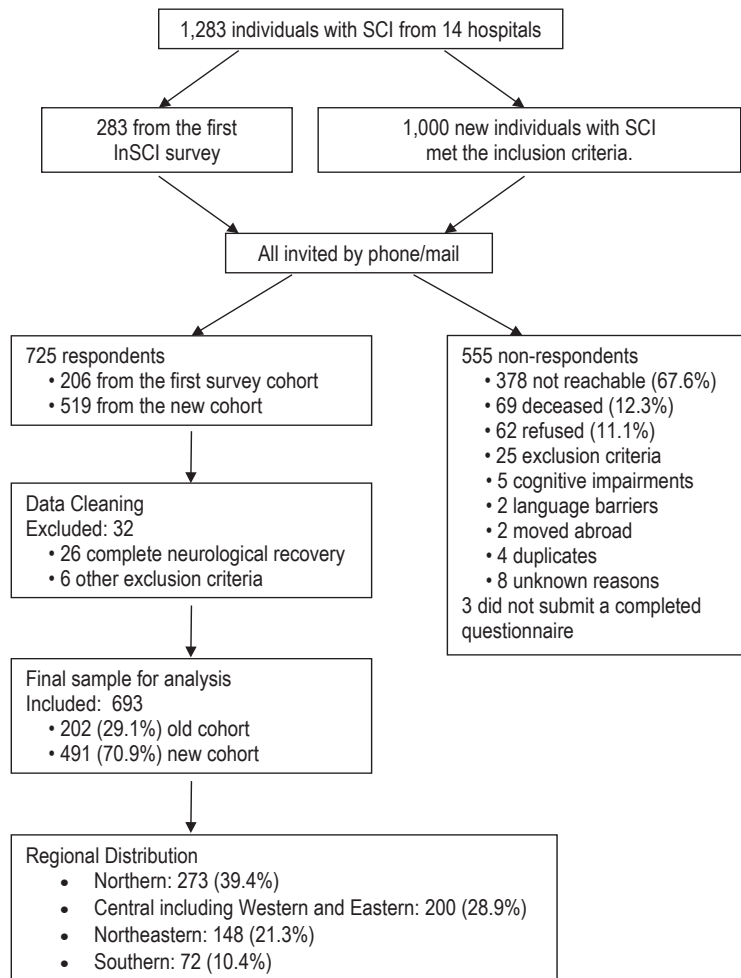 1,283 individuals with SCI from 14 hospitals
283 from the first
InSCI survey
1,000 new individuals with SCI
met the inclusion criteria.
All invited by phone/mail
725 respondents
• 206 from the first survey cohort
• 519 from the new cohort
555 non-respondents
• 378 not reachable (67.6%)
• 69 deceased (12.3%)
• 62 refused (11.1%)
• 25 exclusion criteria
• 5 cognitive impairments
• 2 language barriers
• 2 moved abroad
• 4 duplicates
• 8 unknown reasons
3 did not submit a completed
questionnaire
Data Cleaning
Excluded: 32
• 26 complete neurological recovery
• 6 other exclusion criteria
Final sample for analysis
Included: 693
• 202 (29.1%) old cohort
• 491 (70.9%) new cohort
Regional Distribution
• Northern: 273 (39.4%)
• Central including Western and Eastern: 200 (28.9%)
• Northeastern: 148 (21.3%)
• Southern: 72 (10.4%)